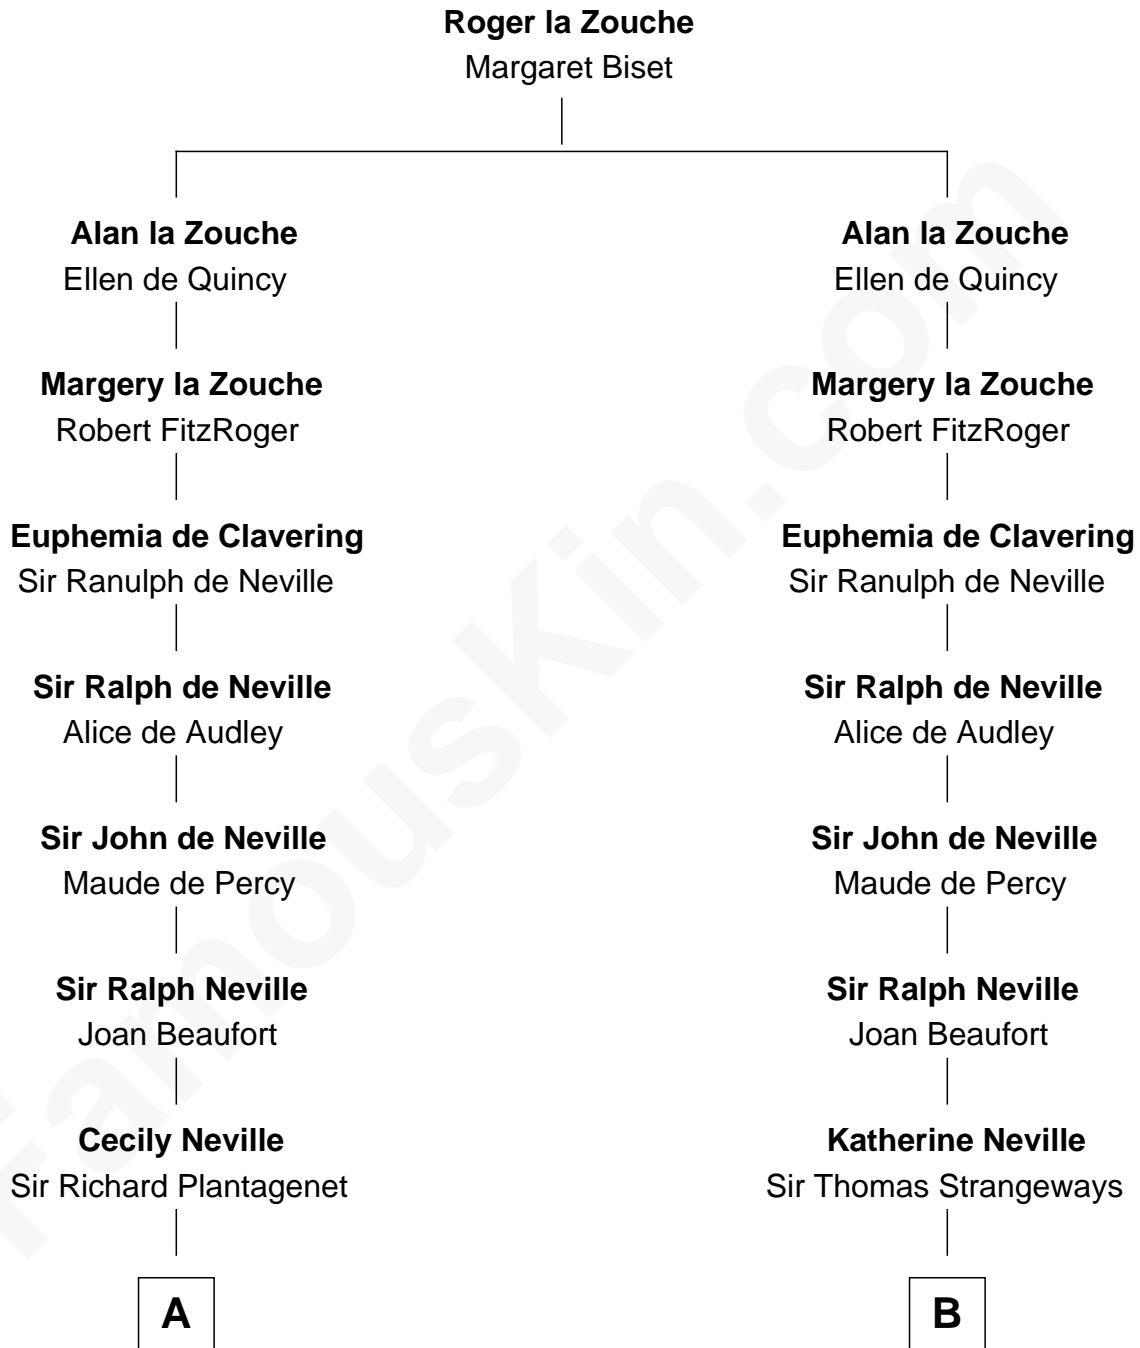 Roger la Zouche
Margaret Biset
Alan la Zouche
Ellen de Quincy
Margery la Zouche
Robert FitzRoger
Euphemia de Clavering
Sir Ranulph de Neville
Sir Ralph de Neville
Alice de Audley
Sir John de Neville
Maude de Percy
Sir Ralph Neville
Joan Beaufort
Cecily Neville
Sir Richard Plantagenet
A
Alan la Zouche
Ellen de Quincy
Margery la Zouche
Robert FitzRoger
Euphemia de Clavering
Sir Ranulph de Neville
Sir Ralph de Neville
Alice de Audley
Sir John de Neville
Maude de Percy
Sir Ralph Neville
Joan Beaufort
Katherine Neville
Sir Thomas Strangeways
B
FamousKin.com